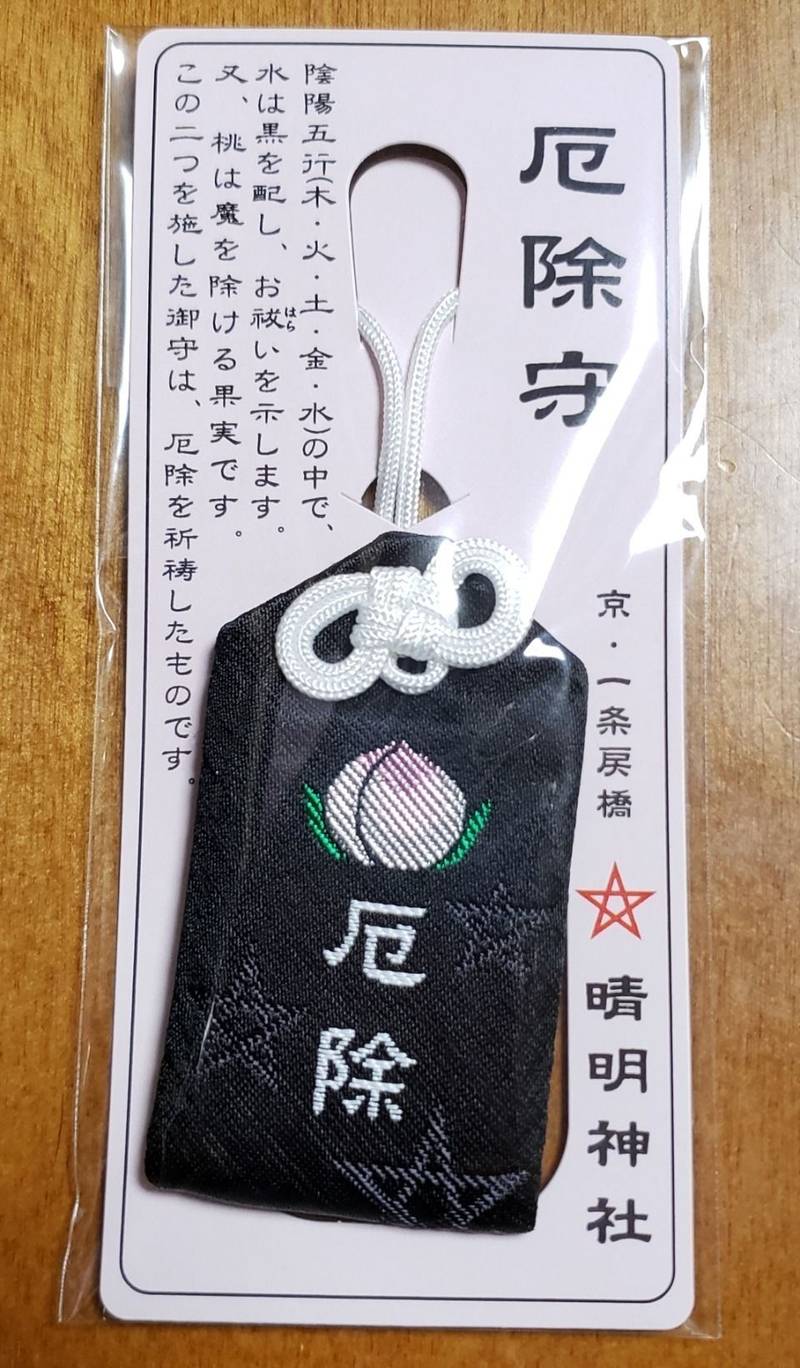 厄除守
京・一条戻橋
晴明神社
陰陽五行(木・火・土・金・水)の中で、
水は黒を配し、お祓いを示します。
はら
又、桃は魔を除ける果実です。
この二つを施した御守は、厄除を祈祷したものです。
厄除